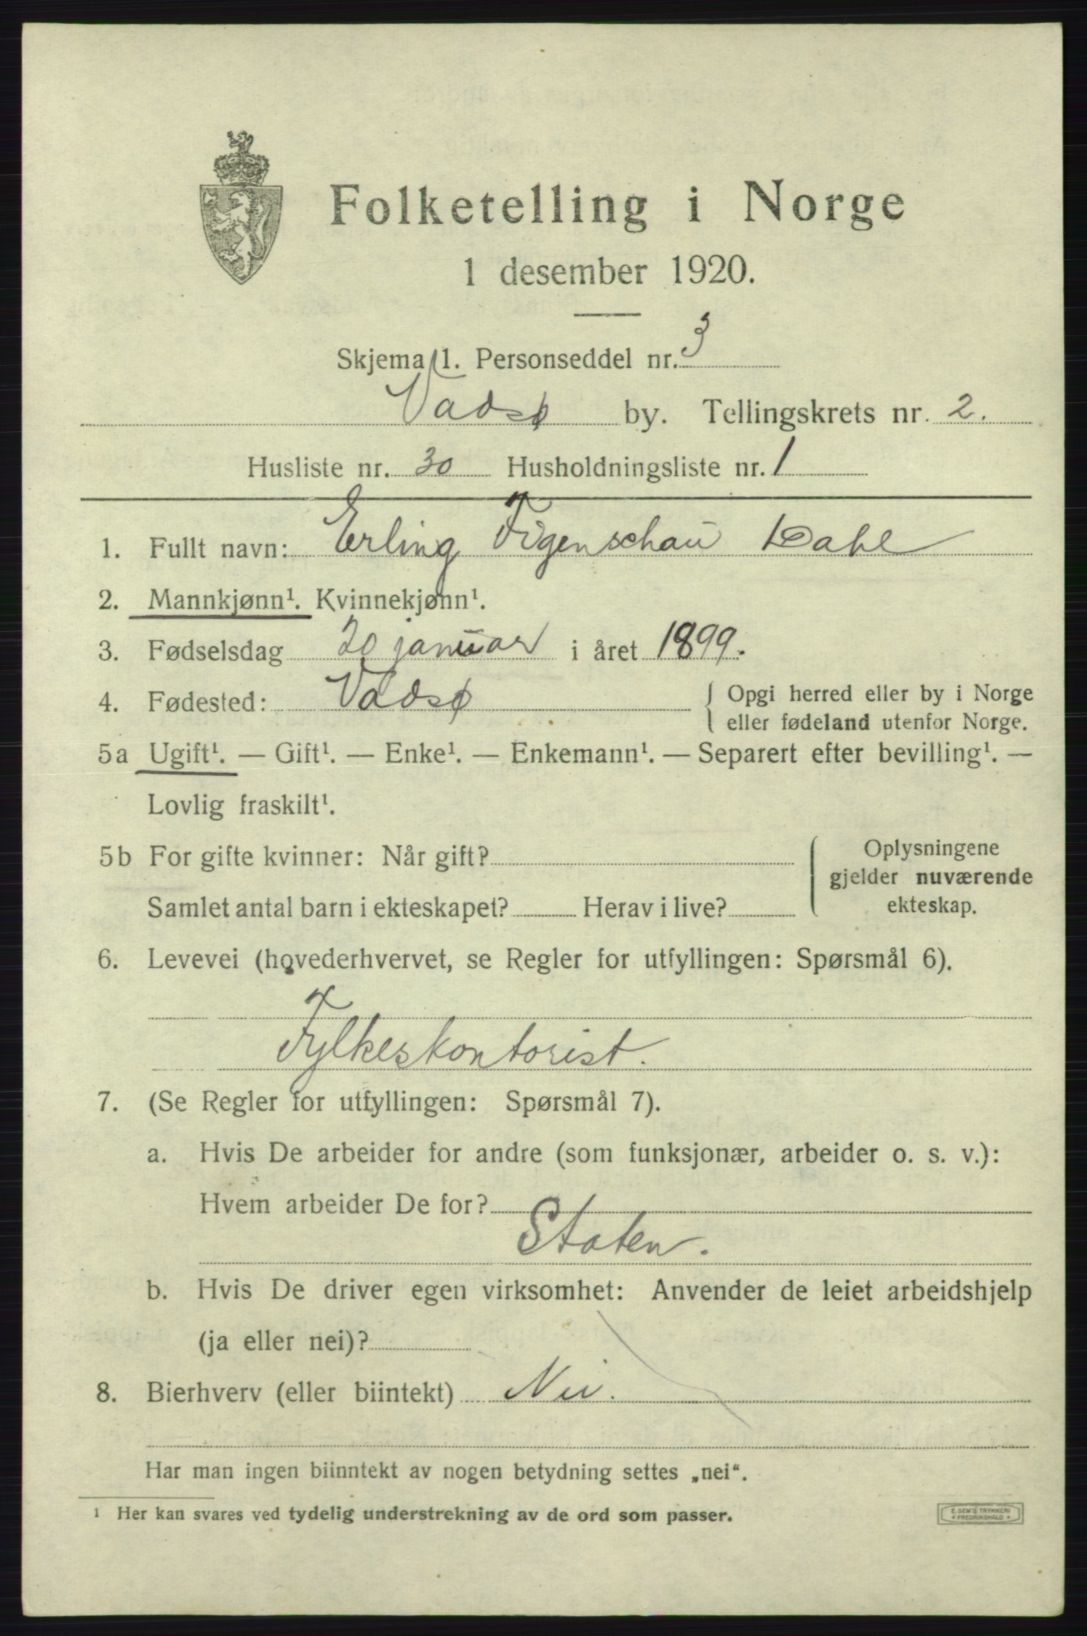 Folketelling i Norge
1 desember 1920.
Skjema 1. Personseddel nr. 3
Vadsø by. Tellingskrets nr. 2.
Husliste nr. 30 Husholdningsliste nr. 1
1. Fullt navn: Erling Figenschau Dahl
2. Mannkjønn¹. Kvinnekjønn¹.
3. Fødselsdag 20 januar i året 1899.
4. Fødested: Vadsø { Opgi herred eller by i Norge
eller fødeland utenfor Norge.
5a Ugift¹. — Gift¹. — Enke¹. — Enkemann¹. — Separert efter bevilling¹. —
Lovlig fraskilt¹.
5b For gifte kvinner: Når gift?
Samlet antal barn i ekteskapet? Herav i live?
Oplysningene
gjelder nuværende
ekteskap.
6. Levevei (hovederhvervet, se Regler for utfyllingen: Spørsmål 6).
Fylkeskontorist.
7. (Se Regler for utfyllingen: Spørsmål 7).
a. Hvis De arbeider for andre (som funksjonær, arbeider o. s. v.):
Hvem arbeider De for?
Staten.
b. Hvis De driver egen virksomhet: Anvender de leiet arbeidshjelp
(ja eller nei)?
8. Bierhverv (eller biintekt) Nei.
Har man ingen biinntekt av nogen betydning settes „nei“.
¹ Her kan svares ved tydelig understrekning av de ord som passer.
E. SEM'S TRYKKERI
FREDRIKSHALD